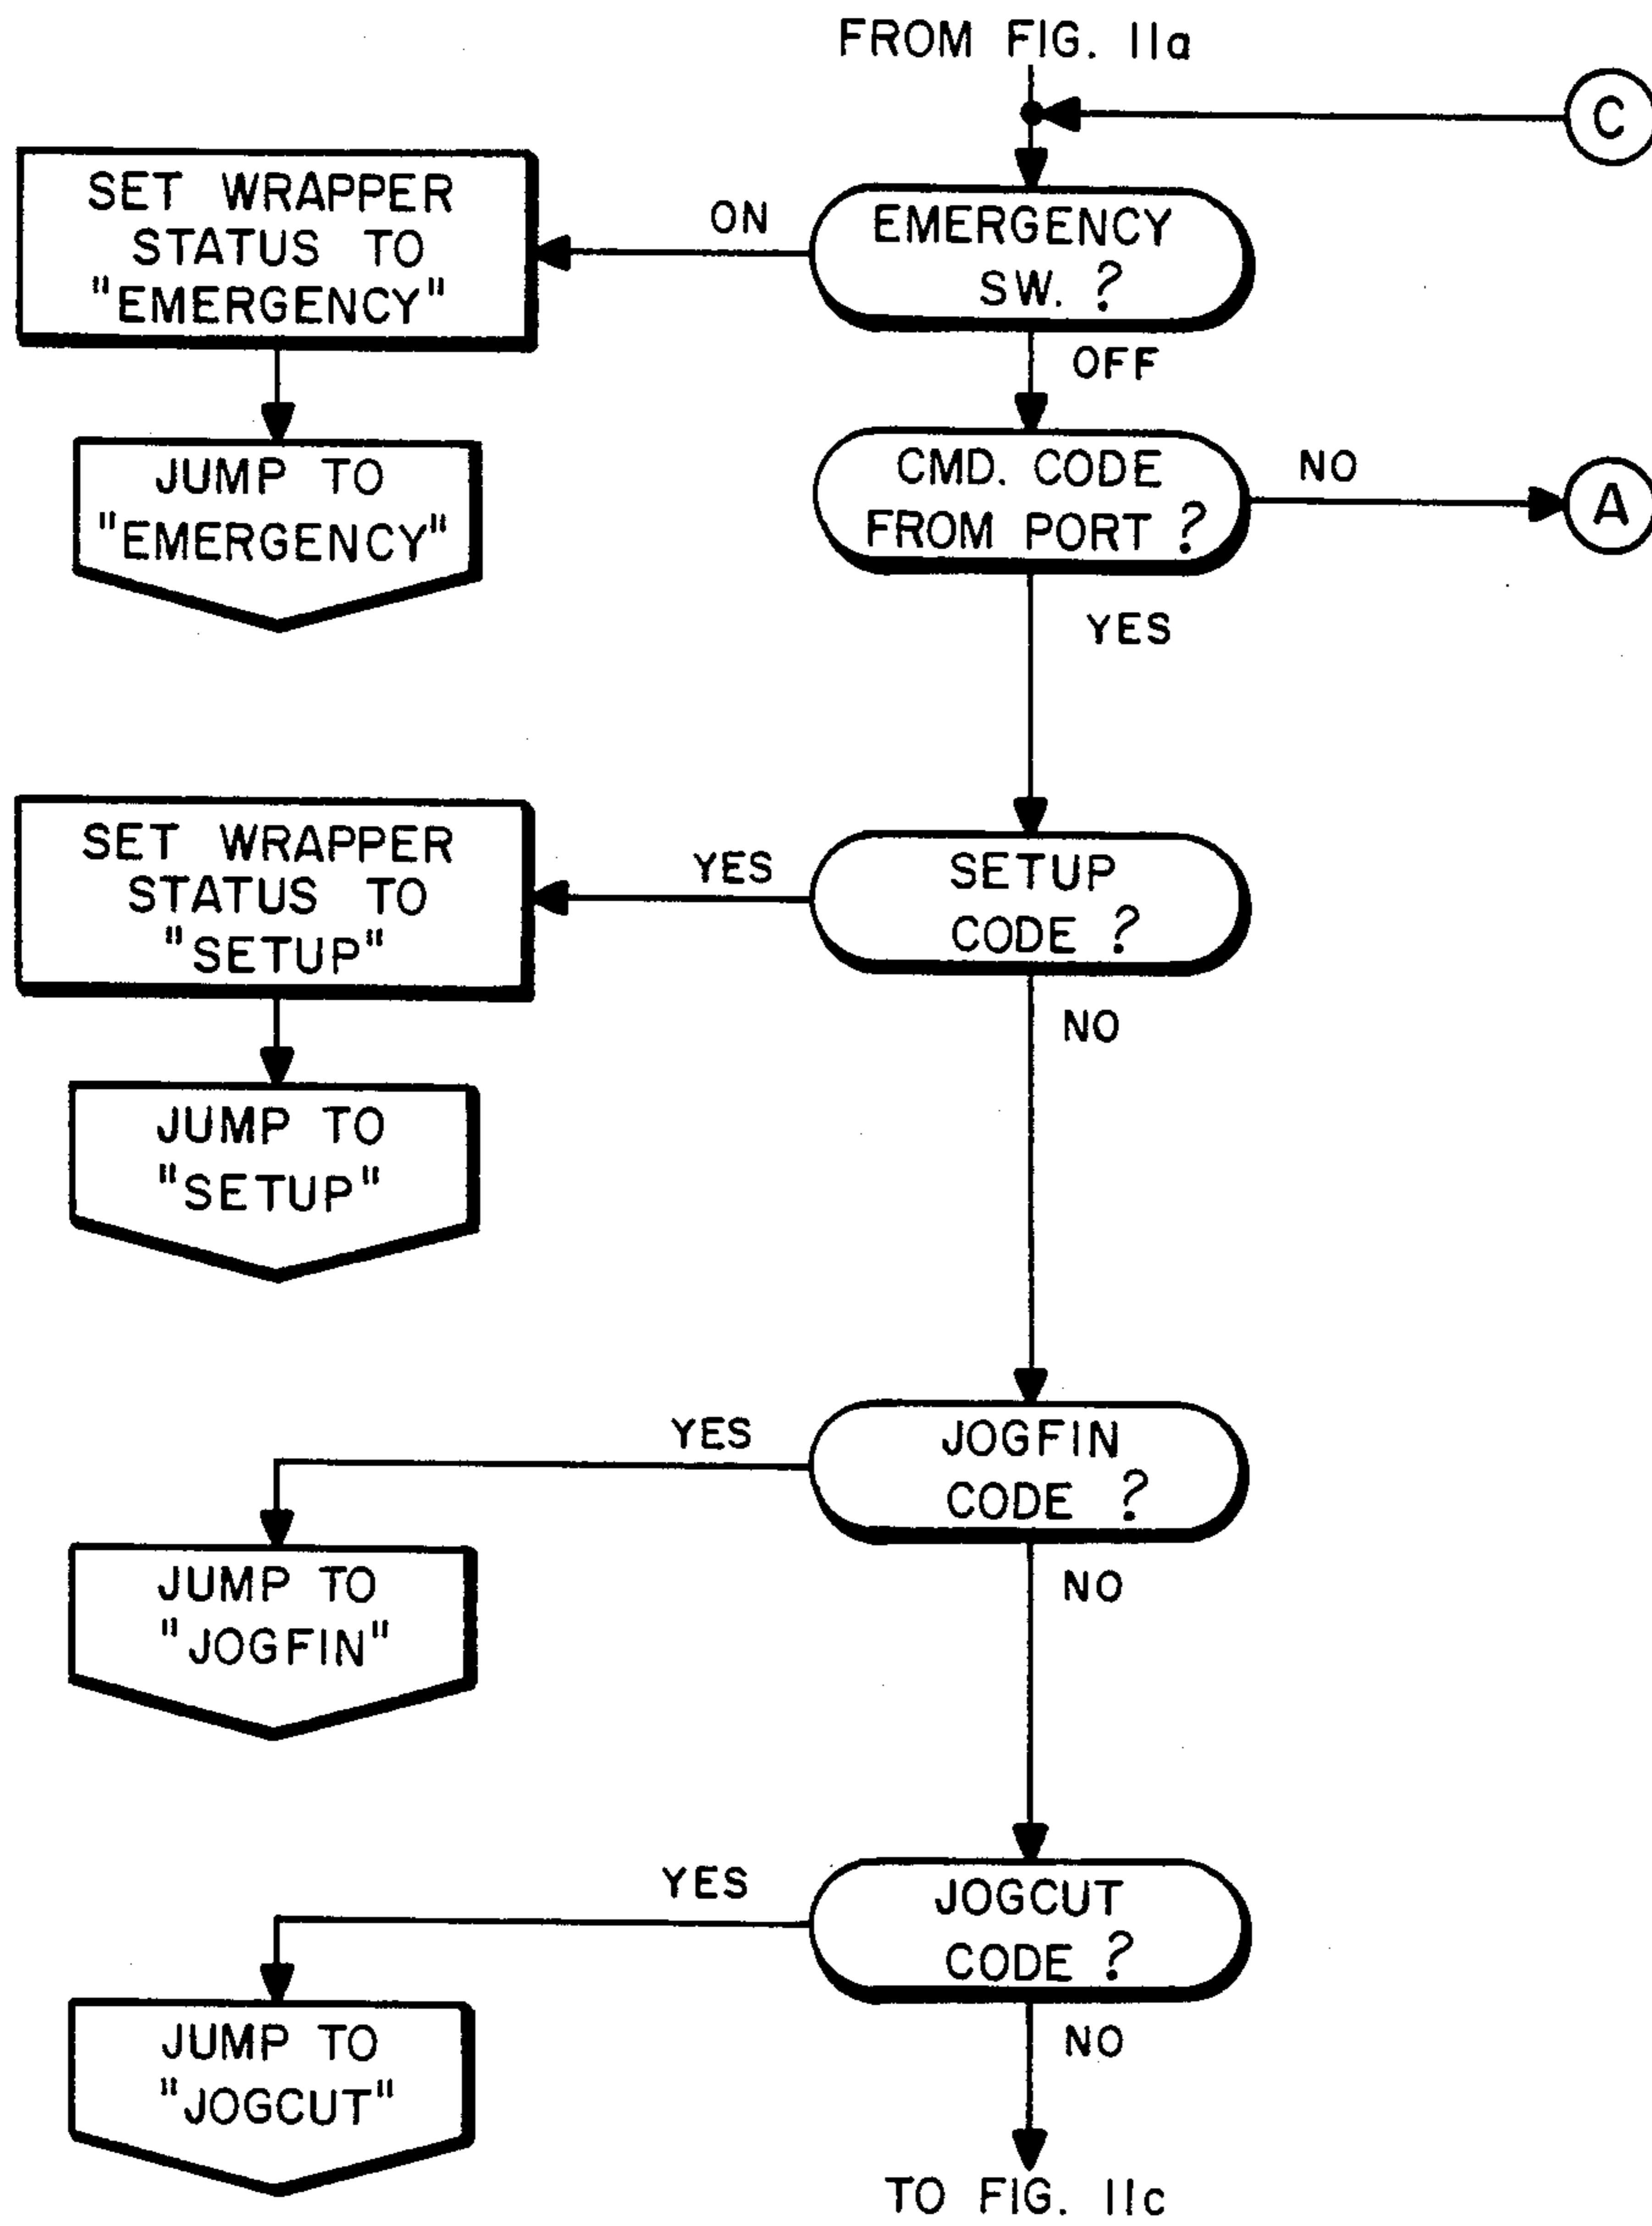 FROM FIG. 11a
C
SET WRAPPER
STATUS TO
"EMERGENCY"
ON
EMERGENCY
SW. ?
OFF
JUMP TO
"EMERGENCY"
CMD. CODE
FROM PORT ?
NO
A
YES
SET WRAPPER
STATUS TO
"SETUP"
YES
SETUP
CODE ?
NO
JUMP TO
"SETUP"
YES
JOGFIN
CODE ?
NO
JUMP TO
"JOGFIN"
YES
JOGCUT
CODE ?
NO
JUMP TO
"JOGCUT"
TO FIG. 11c